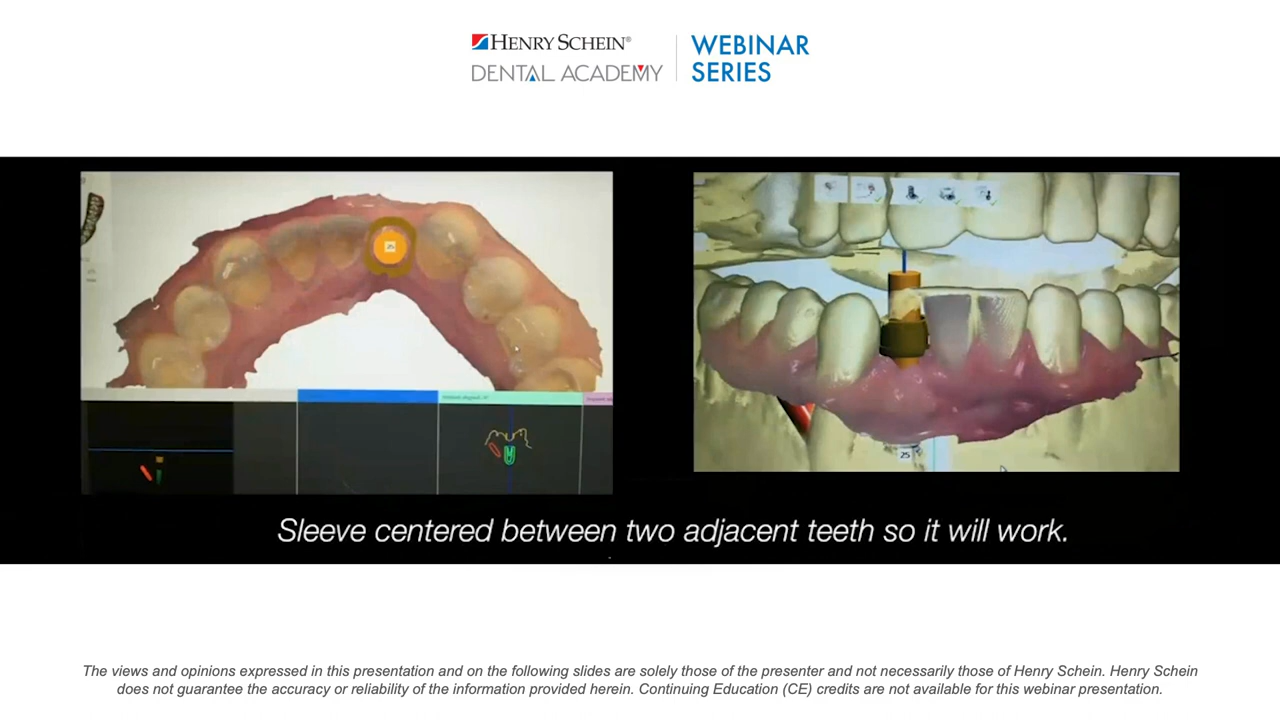 HENRY SCHEIN®
DENTAL ACADEMY
WEBINAR
SERIES
25
25
Sleeve centered between two adjacent teeth so it will work.
The views and opinions expressed in this presentation and on the following slides are solely those of the presenter and not necessarily those of Henry Schein. Henry Schein
does not guarantee the accuracy or reliability of the information provided herein. Continuing Education (CE) credits are not available for this webinar presentation.